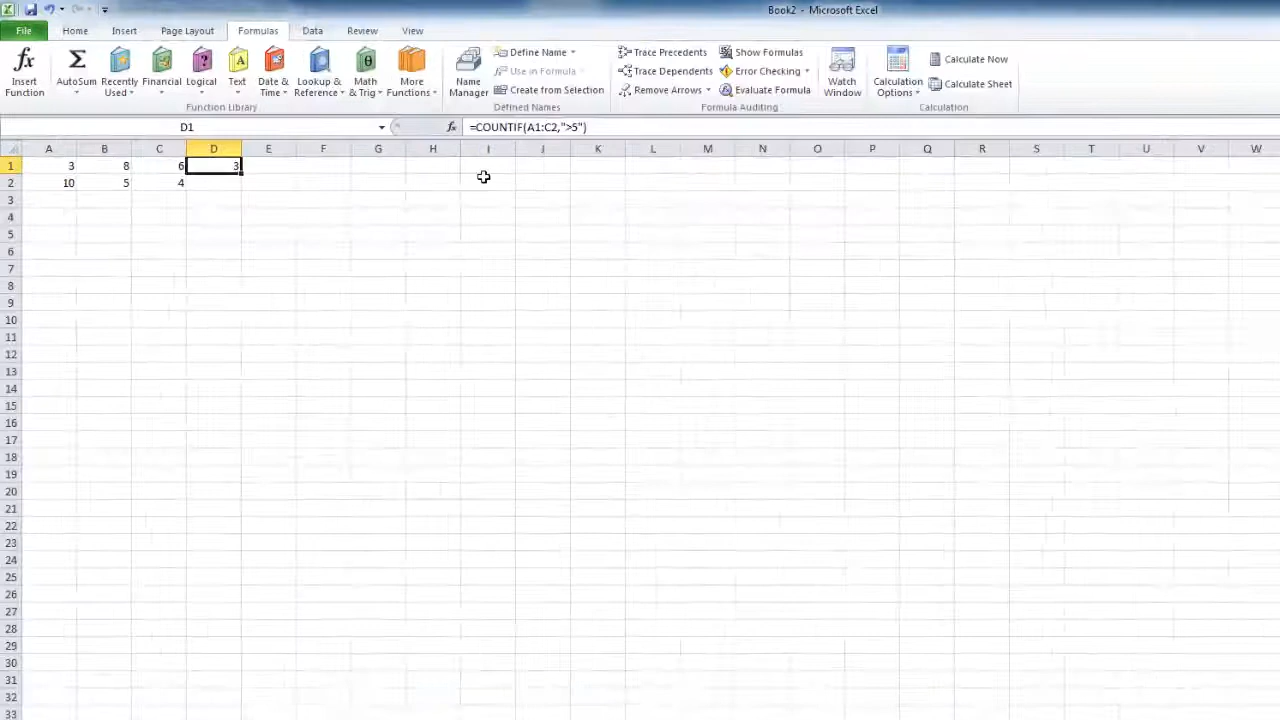 Book2 - Microsoft Excel
File Home Insert Page Layout Formulas Data Review View
fx Insert Function
Σ AutoSum
Recently Used
Financial
Logical
Text
Date & Time
Lookup & Reference
Math & Trig
More Functions
Function Library
Name Manager
Define Name
Use in Formula
Create from Selection
Defined Names
Trace Precedents
Trace Dependents
Remove Arrows
Show Formulas
Error Checking
Evaluate Formula
Formula Auditing
Watch Window
Calculation Options
Calculate Now
Calculate Sheet
Calculation
D1 fx =COUNTIF(A1:C2,">5")
A B C D E F G H I J K L M N O P Q R S T U V W
1 3 8 6 3
2 10 5 4
3
4
5
6
7
8
9
10
11
12
13
14
15
16
17
18
19
20
21
22
23
24
25
26
27
28
29
30
31
32
33